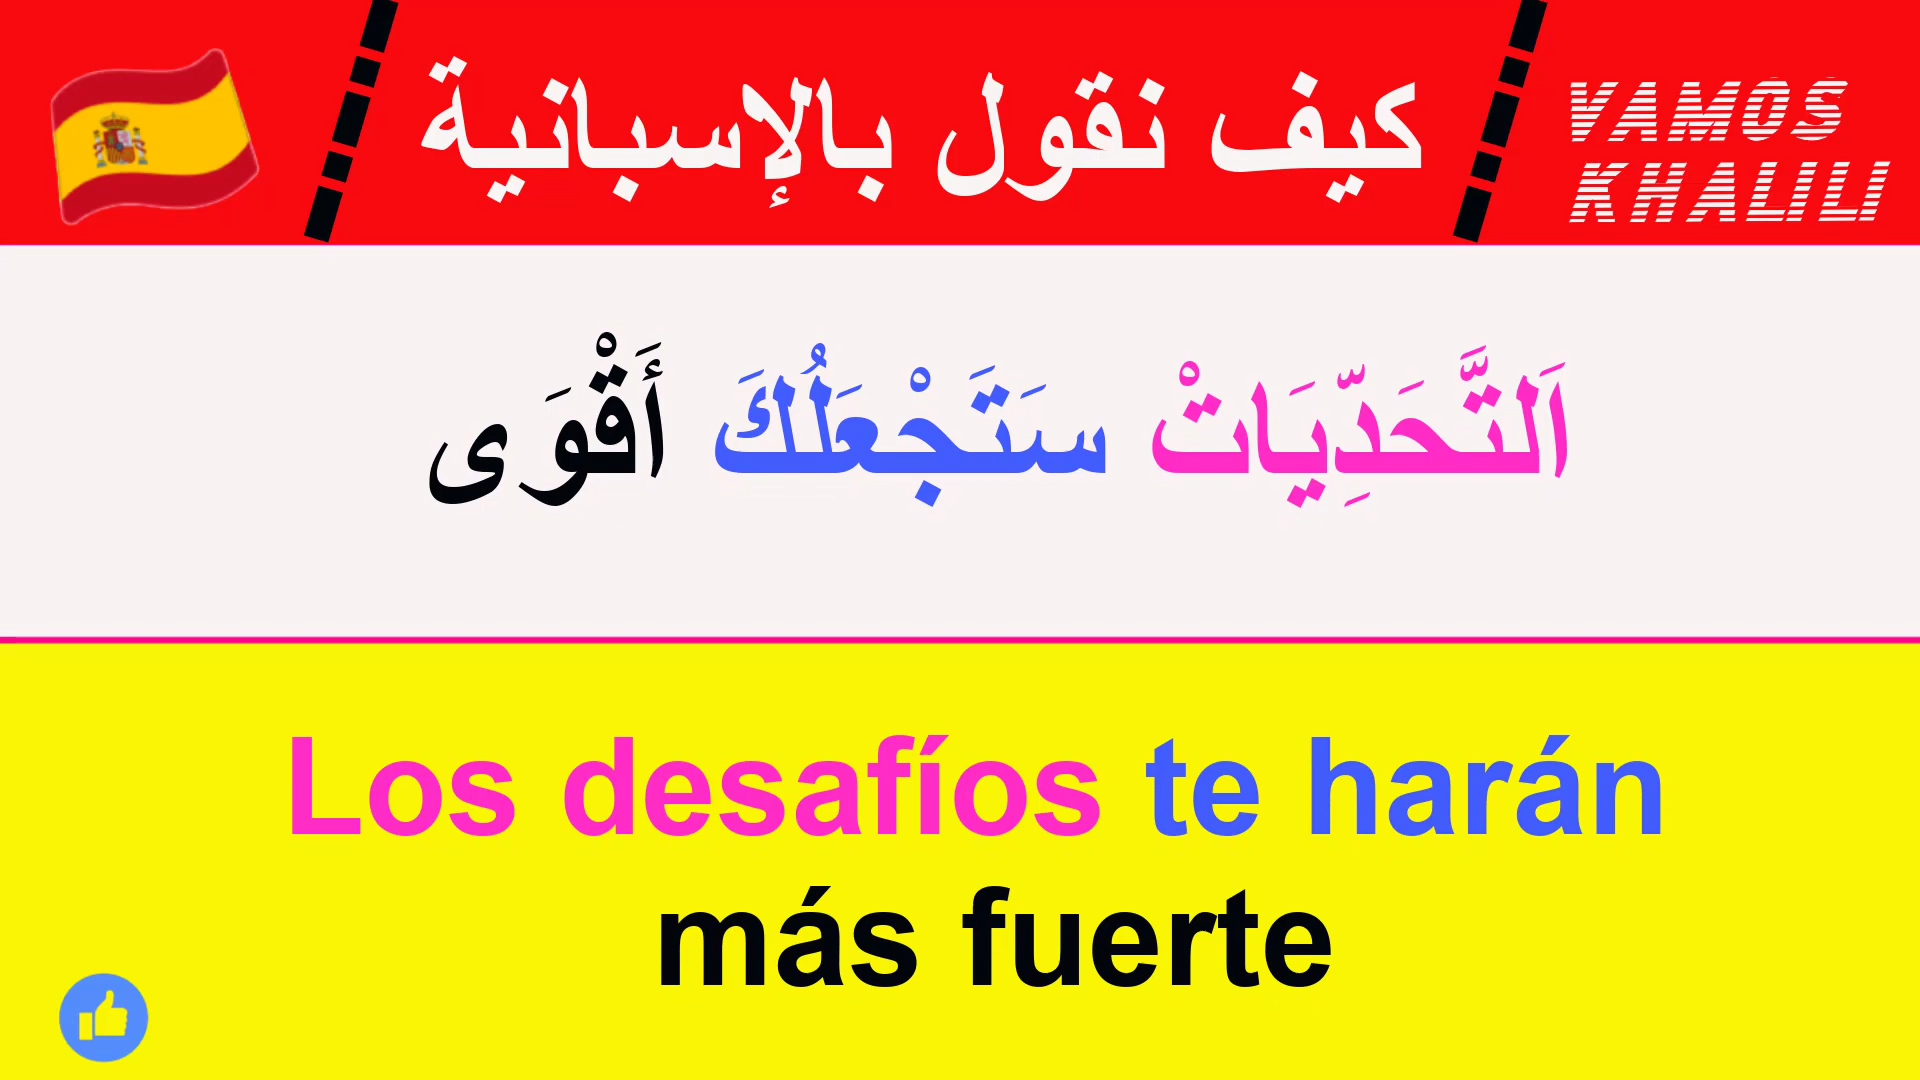 كيف نقول بالإسبانية
VAMOS
KHALILI
اَلتَّحَدِّيَاتْ سَتَجْعَلُكَ أَقْوَى
Los desafíos te harán
más fuerte